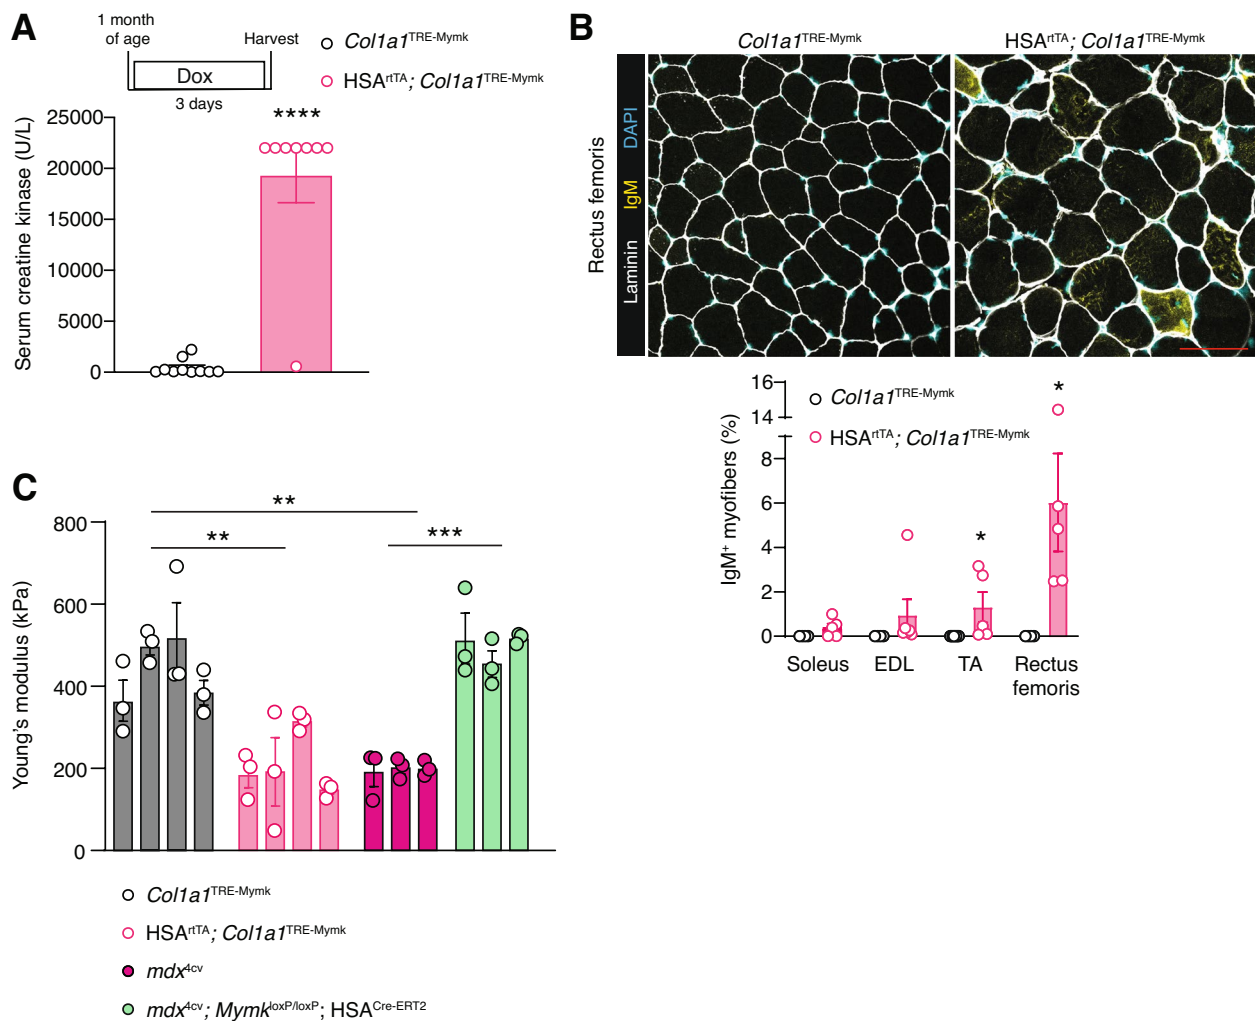 A
1 month
of age
Harvest
Dox
3 days
Col1a1TRE-Mymk
HSArtTA; Col1a1TRE-Mymk
****
Serum creatine kinase (U/L)
25000
20000
15000
10000
5000
0
B
Col1a1TRE-Mymk
HSArtTA; Col1a1TRE-Mymk
Rectus femoris
Laminin IgM DAPI
IgM+ myofibers (%)
16
14
8
6
4
2
0
Col1a1TRE-Mymk
HSArtTA; Col1a1TRE-Mymk
*
*
Soleus
EDL
TA
Rectus
femoris
C
**
**
***
Young's modulus (kPa)
800
600
400
200
0
Col1a1TRE-Mymk
HSArtTA; Col1a1TRE-Mymk
mdx4cv
mdx4cv; MymkloxP/loxP; HSACre-ERT2